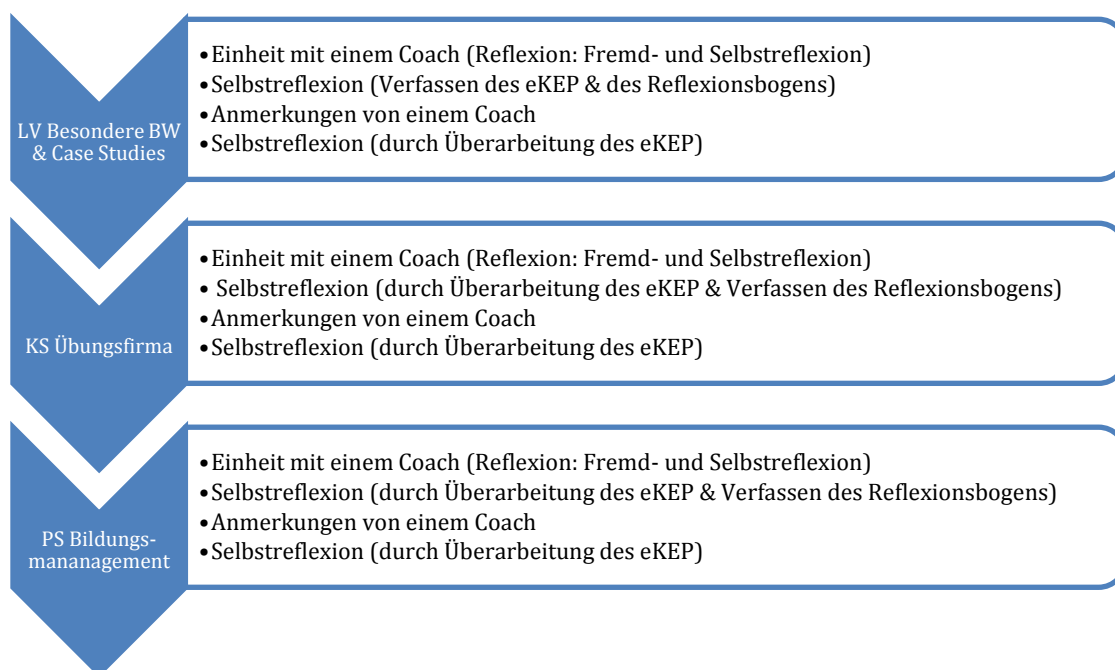 LV Besondere BW
& Case Studies
•Einheit mit einem Coach (Reflexion: Fremd- und Selbstreflexion)
•Selbstreflexion (Verfassen des eKEP & des Reflexionsbogens)
•Anmerkungen von einem Coach
•Selbstreflexion (durch Überarbeitung des eKEP)
KS Übungsfirma
•Einheit mit einem Coach (Reflexion: Fremd- und Selbstreflexion)
• Selbstreflexion (durch Überarbeitung des eKEP & Verfassen des Reflexionsbogens)
•Anmerkungen von einem Coach
•Selbstreflexion (durch Überarbeitung des eKEP)
PS Bildungs-
mananagement
•Einheit mit einem Coach (Reflexion: Fremd- und Selbstreflexion)
•Selbstreflexion (durch Überarbeitung des eKEP & Verfassen des Reflexionsbogens)
•Anmerkungen von einem Coach
•Selbstreflexion (durch Überarbeitung des eKEP)